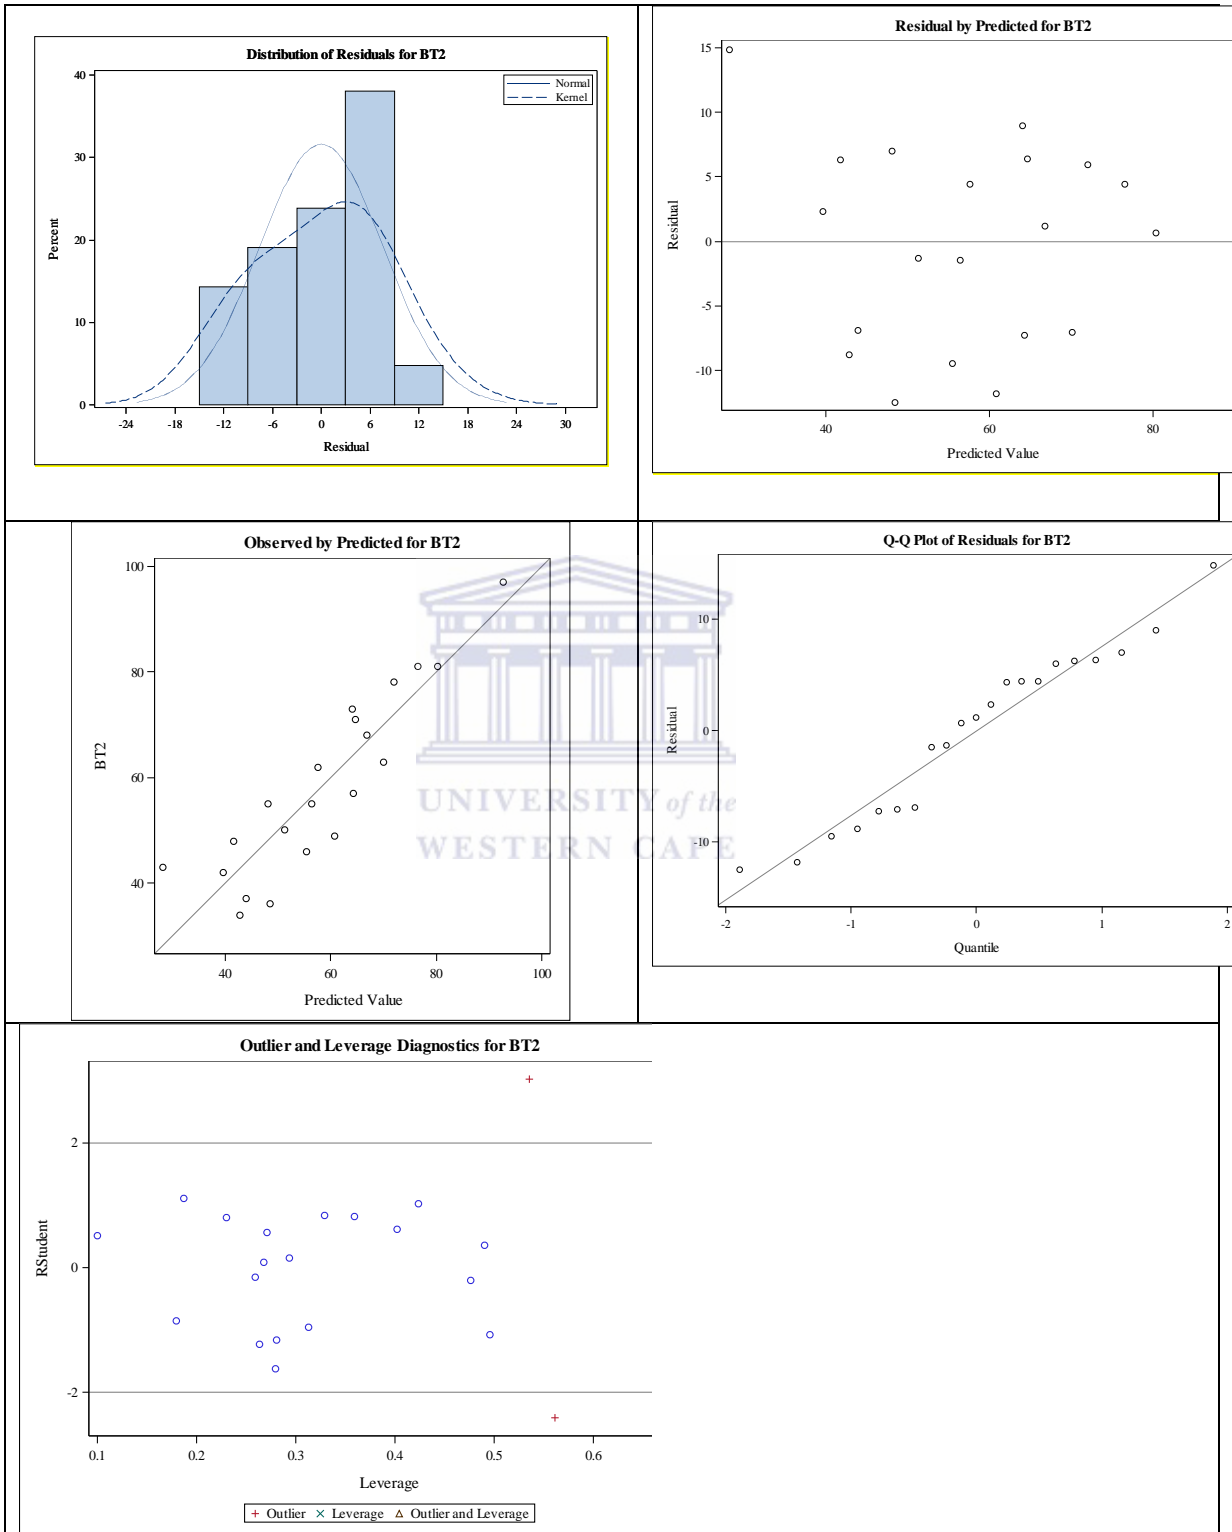 Distribution of Residuals for BT2
40
30
20
10
0
Percent
Normal
Kernel
-24 -18 -12 -6 0 6 12 18 24 30
Residual
Residual by Predicted for BT2
15
10
5
0
-5
-10
Residual
40 60 80
Predicted Value
Observed by Predicted for BT2
100
80
60
40
BT2
40 60 80 100
Predicted Value
Q-Q Plot of Residuals for BT2
10
0
-10
Residual
-2 -1 0 1 2
Quantile
UNIVERSITY of the
WESTERN CAPE
Outlier and Leverage Diagnostics for BT2
2
0
-2
RStudent
0.1 0.2 0.3 0.4 0.5 0.6
Leverage
+ Outlier × Leverage △ Outlier and Leverage